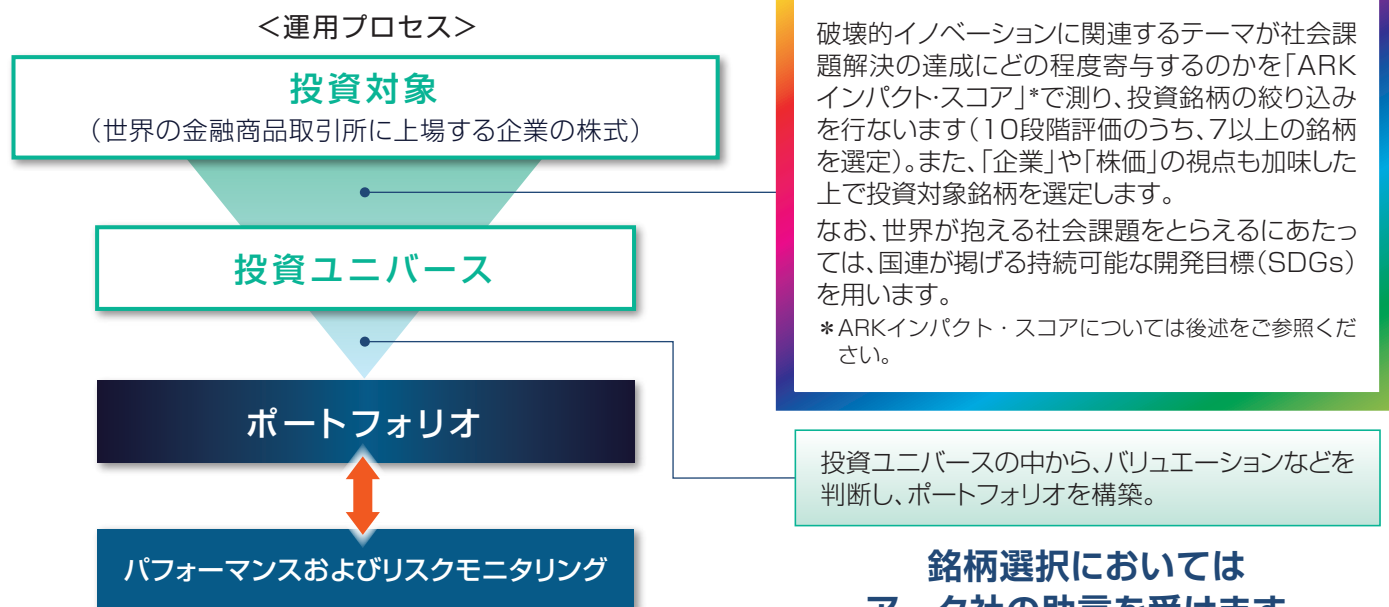 <運用プロセス>
投資対象
(世界の金融商品取引所に上場する企業の株式)
投資ユニバース
ポートフォリオ
パフォーマンスおよびリスクモニタリング
破壊的イノベーションに関連するテーマが社会課
題解決の達成にどの程度寄与するのかを「ARK
インパクト・スコア」*で測り、投資銘柄の絞り込み
を行ないます(10段階評価のうち、7以上の銘柄
を選定)。また、「企業」や「株価」の視点も加味した
上で投資対象銘柄を選定します。
なお、世界が抱える社会課題をとらえるにあたっ
ては、国連が掲げる持続可能な開発目標(SDGs)
を用います。
*ARKインパクト・スコアについては後述をご参照くだ
さい。
投資ユニバースの中から、バリュエーションなどを
判断し、ポートフォリオを構築。
銘柄選択においては
アーク社の助言を受けます